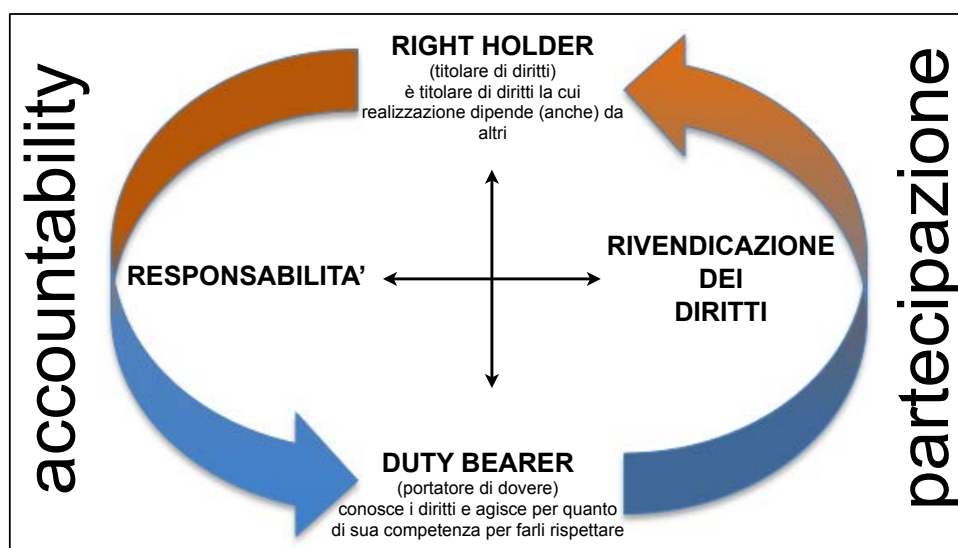 accountability
RIGHT HOLDER
(titolare di diritti)
è titolare di diritti la cui
realizzazione dipende (anche) da
altri
RESPONSABILITA’
RIVENDICAZIONE
DEI
DIRITTI
DUTY BEARER
(portatore di dovere)
conosce i diritti e agisce per quanto
di sua competenza per farli rispettare
partecipazione